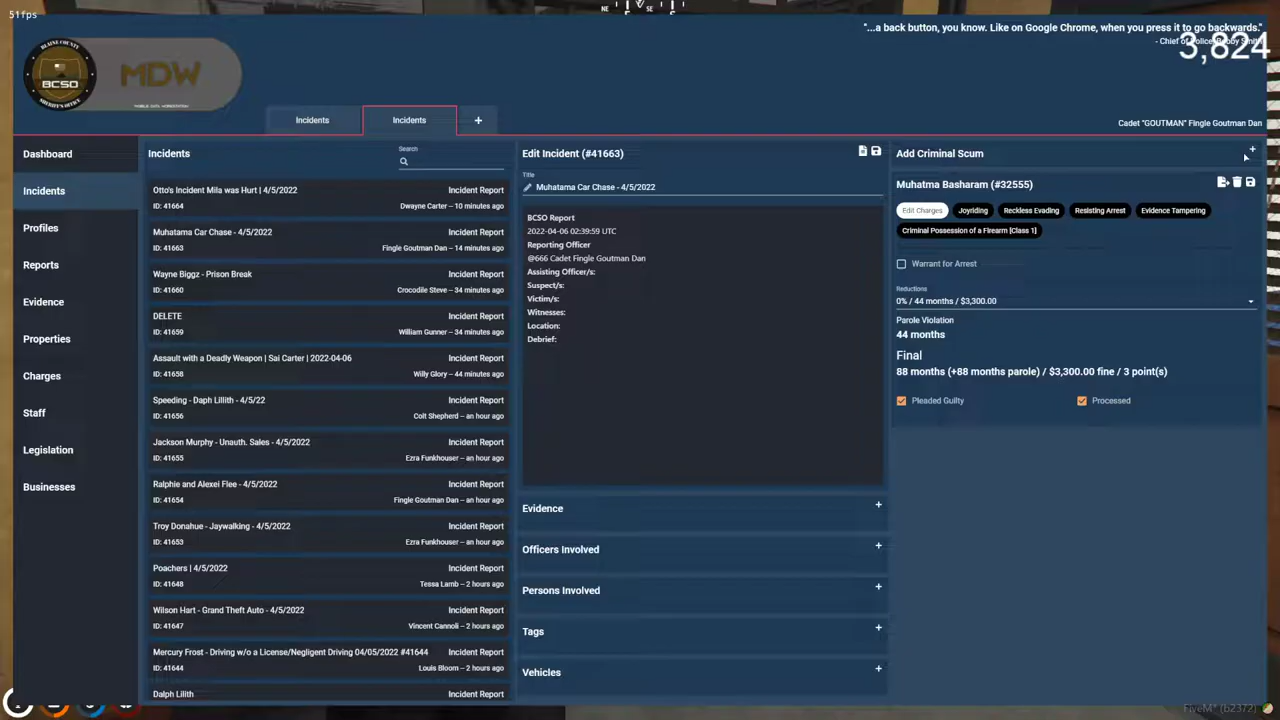 51fps
NE
SE
"...a back button, you know. Like on Google Chrome, when you press it to go backwards."
3,824
BLAINE COUNTY
BCSO
SHERIFF'S OFFICE
MDW
MOBILE DATA WORKSTATION
Incidents
Incidents
+
Cadet "GOUTMAN" Fingle Goutman Dan
Dashboard
Incidents
Profiles
Reports
Evidence
Properties
Charges
Staff
Legislation
Businesses
Incidents
Search
Otto's Incident Mila was Hurt | 4/5/2022 Incident Report
ID: 41664 Dwayne Carter – 10 minutes ago
Muhatama Car Chase - 4/5/2022 Incident Report
ID: 41663 Fingle Goutman Dan – 14 minutes ago
Wayne Biggz - Prison Break Incident Report
ID: 41660 Crocodile Steve – 34 minutes ago
DELETE Incident Report
ID: 41659 William Gunner – 34 minutes ago
Assault with a Deadly Weapon | Sai Carter | 2022-04-06 Incident Report
ID: 41658 Willy Glory – 44 minutes ago
Speeding - Daph Lillith - 4/5/22 Incident Report
ID: 41656 Colt Shepherd – an hour ago
Jackson Murphy - Unauth. Sales - 4/5/2022 Incident Report
ID: 41655 Ezra Funkhouser – an hour ago
Ralphie and Alexei Flee - 4/5/2022 Incident Report
ID: 41654 Fingle Goutman Dan – an hour ago
Troy Donahue - Jaywalking - 4/5/2022 Incident Report
ID: 41653 Ezra Funkhouser – an hour ago
Poachers | 4/5/2022 Incident Report
ID: 41648 Tessa Lamb – 2 hours ago
Wilson Hart - Grand Theft Auto - 4/5/2022 Incident Report
ID: 41647 Vincent Cannoli – 2 hours ago
Mercury Frost - Driving w/o a License/Negligent Driving 04/05/2022 #41644 Incident Report
ID: 41644 Louis Bloom – 2 hours ago
Dalph Lilith Incident Report
Edit Incident (#41663)
Title
Muhatama Car Chase - 4/5/2022
BCSO Report
2022-04-06 02:39:59 UTC
Reporting Officer
@666 Cadet Fingle Goutman Dan
Assisting Officer/s:
Suspect/s:
Victim/s:
Witnesses:
Location:
Debrief:
Evidence +
Officers Involved +
Persons Involved +
Tags +
Vehicles +
Add Criminal Scum +
Muhatma Basharam (#32555)
Edit Charges Joyriding Reckless Evading Resisting Arrest Evidence Tampering
Criminal Possession of a Firearm [Class 1]
Warrant for Arrest
Reductions
0% / 44 months / $3,300.00
Parole Violation
44 months
Final
88 months (+88 months parole) / $3,300.00 fine / 3 point(s)
Pleaded Guilty Processed
FiveM* (b2372)